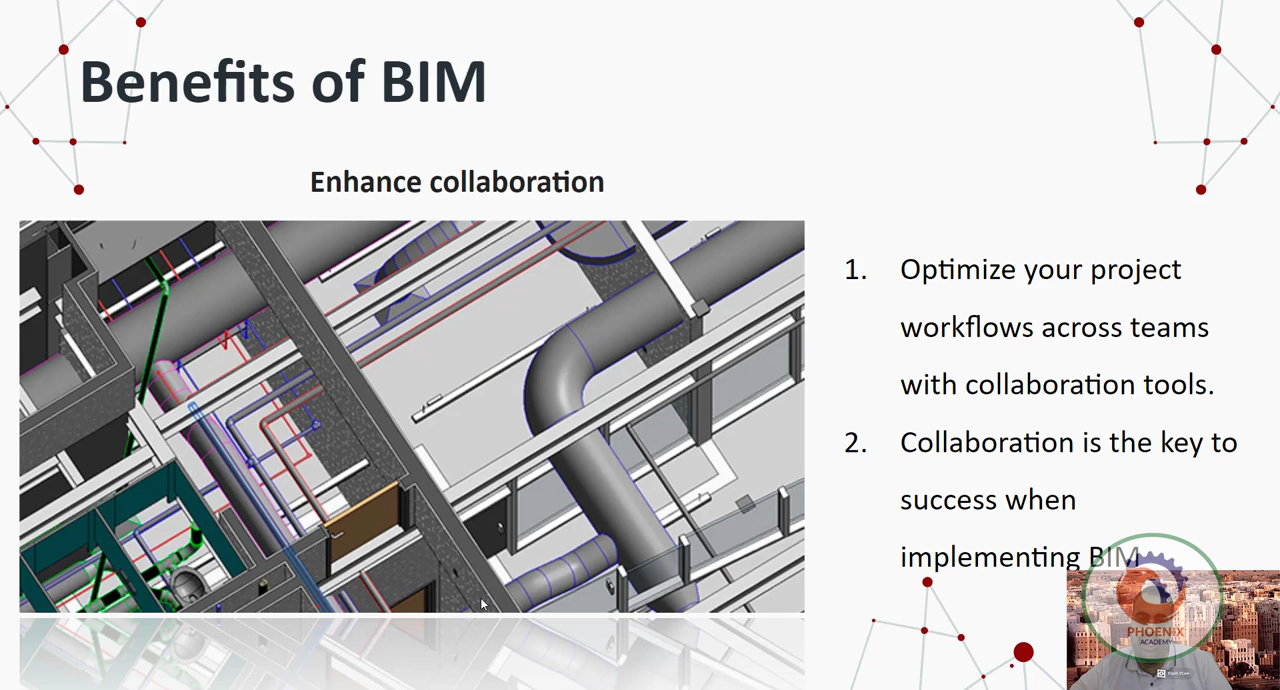 Benefits of BIM
Enhance collaboration
1. Optimize your project
workflows across teams
with collaboration tools.
2. Collaboration is the key to
success when
implementing BIM
PHOENIX
ACADEMY